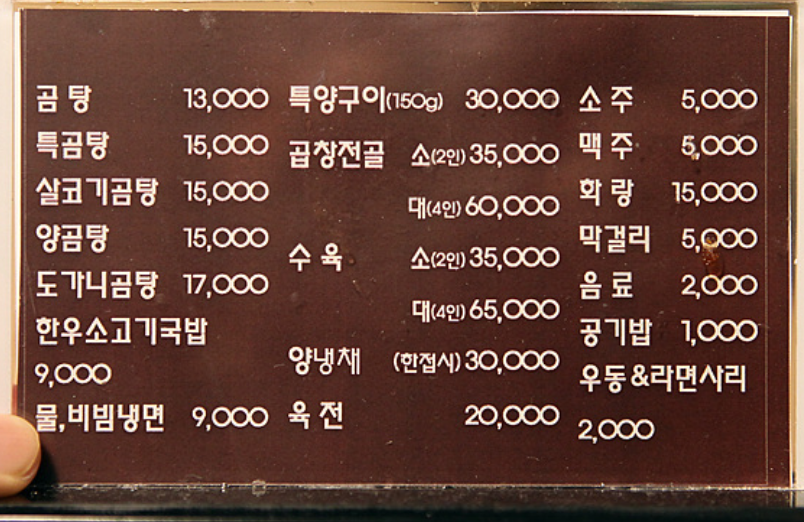 곰 탕 13,000
특곰탕 15,000
살코기곰탕 15,000
양곰탕 15,000
도가니곰탕 17,000
한우소고기국밥
9,000
물,비빔냉면 9,000
특양구이(150g) 30,000
곱창전골 소(2인) 35,000
대(4인) 60,000
수 육 소(2인) 35,000
대(4인) 65,000
양냉채 (한접시) 30,000
육 전 20,000
소 주 5,000
맥 주 5,000
화 랑 15,000
막걸리 5,000
음 료 2,000
공기밥 1,000
우동&라면사리
2,000